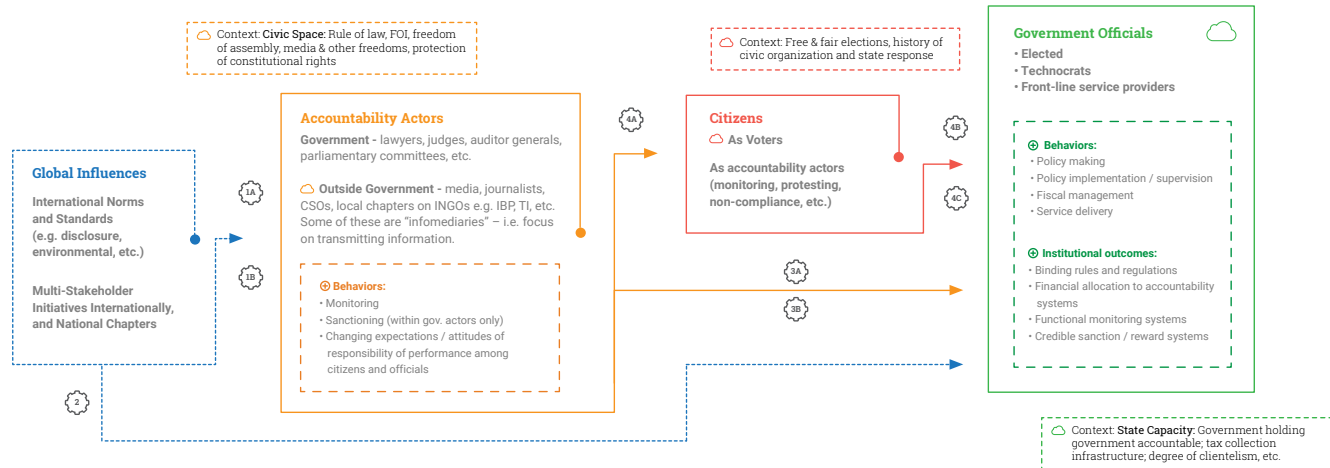 Context: Civic Space: Rule of law, FOI, freedom
of assembly, media & other freedoms, protection
of constitutional rights
Context: Free & fair elections, history of
civic organization and state response
Government Officials
• Elected
• Technocrats
• Front-line service providers
Global Influences
International Norms
and Standards
(e.g. disclosure,
environmental, etc.)
Multi-Stakeholder
Initiatives Internationally,
and National Chapters
1A
1B
2
Accountability Actors
Government - lawyers, judges, auditor generals,
parliamentary committees, etc.
Outside Government - media, journalists,
CSOs, local chapters on INGOs e.g. IBP, TI, etc.
Some of these are “infomediaries” – i.e. focus
on transmitting information.
Behaviors:
• Monitoring
• Sanctioning (within gov. actors only)
• Changing expectations / attitudes of
responsibility of performance among
citizens and officials
4A
3A
3B
Citizens
As Voters
As accountability actors
(monitoring, protesting,
non-compliance, etc.)
4B
4C
Behaviors:
• Policy making
• Policy implementation / supervision
• Fiscal management
• Service delivery
Institutional outcomes:
• Binding rules and regulations
• Financial allocation to accountability
systems
• Functional monitoring systems
• Credible sanction / reward systems
Context: State Capacity: Government holding
government accountable; tax collection
infrastructure; degree of clientelism, etc.